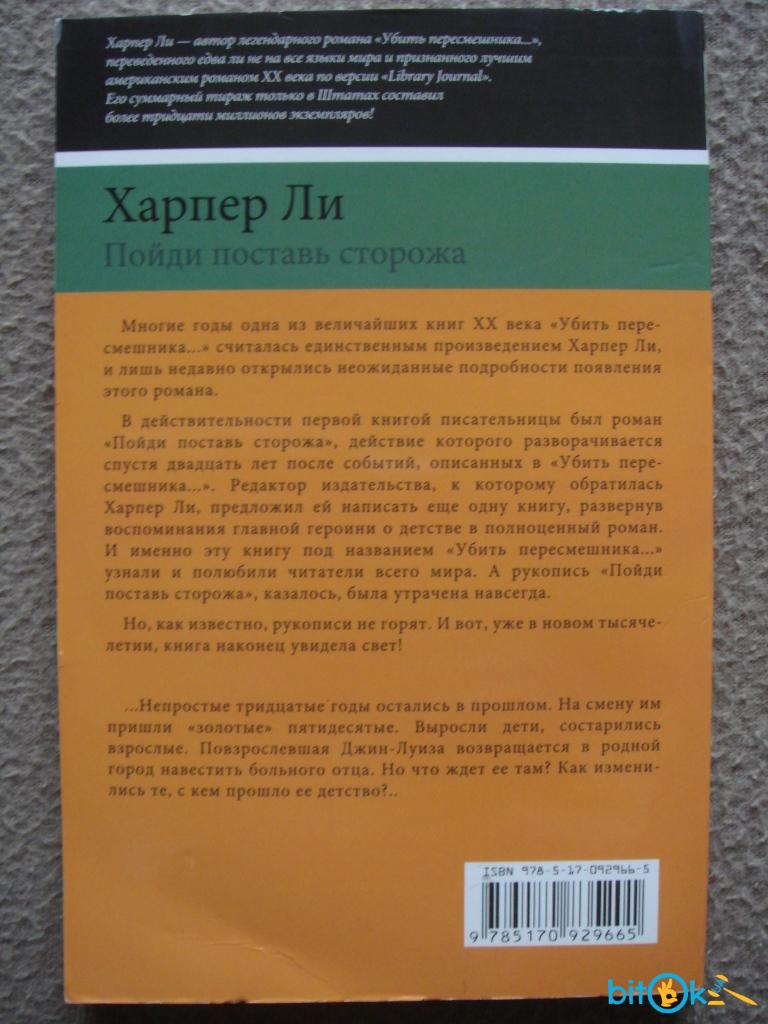 Харпер Ли — автор легендарного романа «Убить пересмешника...»,
переведенного едва ли не на все языки мира и признанного лучшим
американским романом XX века по версии «Library Journal».
Его суммарный тираж только в Штатах составил
более тридцати миллионов экземпляров!
Харпер Ли
Пойди поставь сторожа
Многие годы одна из величайших книг XX века «Убить пере-
смешника...» считалась единственным произведением Харпер Ли,
и лишь недавно открылись неожиданные подробности появления
этого романа.
В действительности первой книгой писательницы был роман
«Пойди поставь сторожа», действие которого разворачивается
спустя двадцать лет после событий, описанных в «Убить пере-
смешника...». Редактор издательства, к которому обратилась
Харпер Ли, предложил ей написать еще одну книгу, развернув
воспоминания главной героини о детстве в полноценный роман.
И именно эту книгу под названием «Убить пересмешника...»
узнали и полюбили читатели всего мира. А рукопись «Пойди
поставь сторожа», казалось, была утрачена навсегда.
Но, как известно, рукописи не горят. И вот, уже в новом тысяче-
летии, книга наконец увидела свет!
...Непростые тридцатые годы остались в прошлом. На смену им
пришли «золотые» пятидесятые. Выросли дети, состарились
взрослые. Повзрослевшая Джин-Луиза возвращается в родной
город навестить больного отца. Но что ждет ее там? Как измени-
лись те, с кем прошло ее детство?..
ISBN 978-5-17-092966-5
9 785170 929665
bitOk